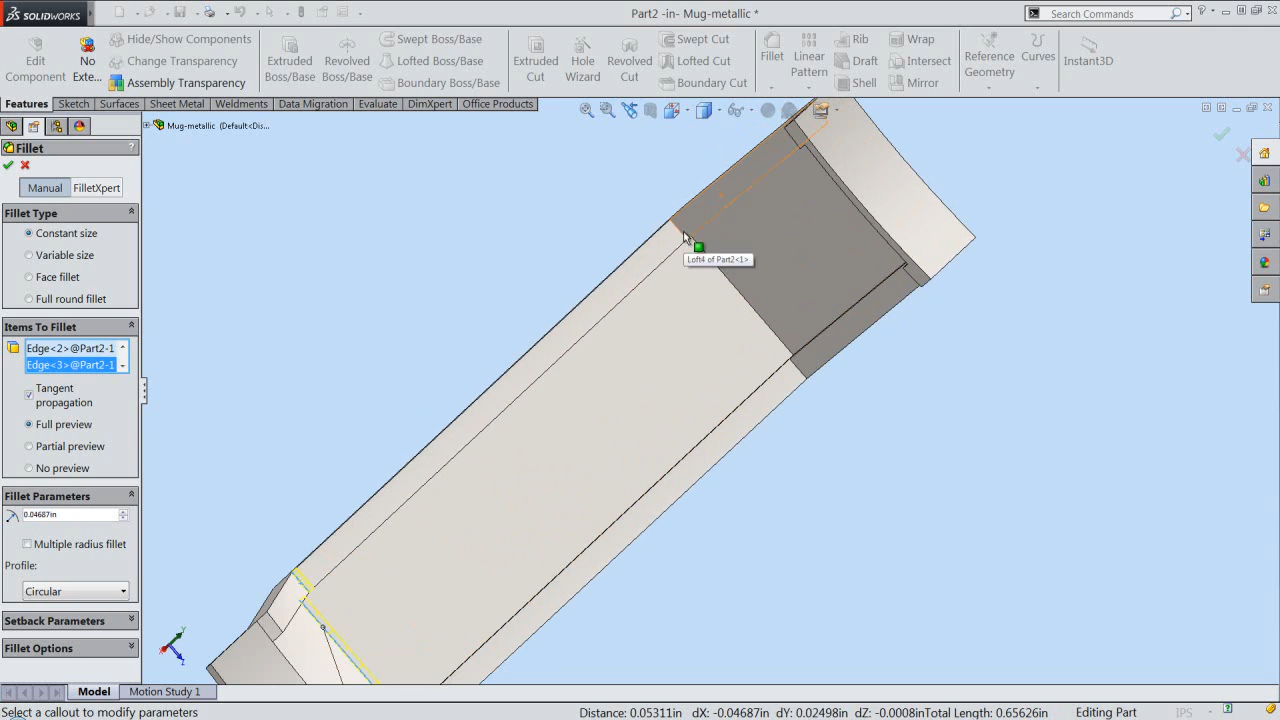 SOLIDWORKS
Part2 -in- Mug-metallic *
Search Commands
Edit Component
No Exte...
Hide/Show Components
Change Transparency
Assembly Transparency
Extruded Boss/Base
Revolved Boss/Base
Swept Boss/Base
Lofted Boss/Base
Boundary Boss/Base
Extruded Cut
Hole Wizard
Revolved Cut
Swept Cut
Lofted Cut
Boundary Cut
Fillet
Linear Pattern
Rib
Draft
Shell
Wrap
Intersect
Mirror
Reference Geometry
Curves
Instant3D
Features
Sketch
Surfaces
Sheet Metal
Weldments
Data Migration
Evaluate
DimXpert
Office Products
Mug-metallic (Default<Dis...
Fillet
?
Manual
FilletXpert
Fillet Type
Constant size
Variable size
Face fillet
Full round fillet
Items To Fillet
Edge<2>@Part2-1
Edge<3>@Part2-1
Tangent
propagation
Full preview
Partial preview
No preview
Fillet Parameters
0.04687in
Multiple radius fillet
Profile:
Circular
Setback Parameters
Fillet Options
Loft4 of Part2<1>
Y
X
Z
Model
Motion Study 1
Select a callout to modify parameters
Distance: 0.05311in dX: -0.04687in dY: 0.02498in dZ: -0.0008inTotal Length: 0.65626in
Editing Part
IPS